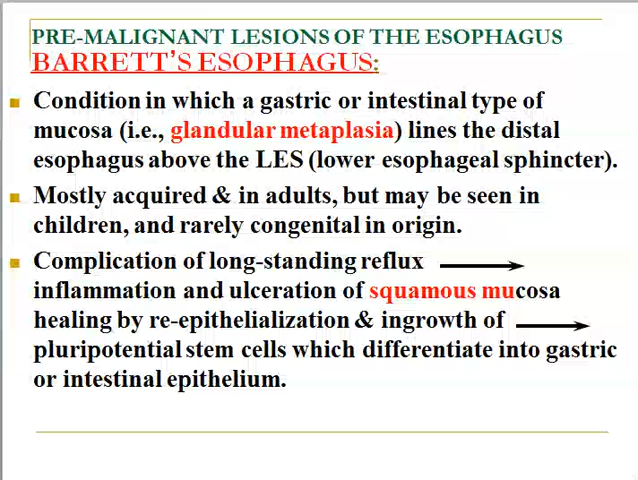 PRE-MALIGNANT LESIONS OF THE ESOPHAGUS
BARRETT’S ESOPHAGUS:
Condition in which a gastric or intestinal type of
mucosa (i.e., glandular metaplasia) lines the distal
esophagus above the LES (lower esophageal sphincter).
Mostly acquired & in adults, but may be seen in
children, and rarely congenital in origin.
Complication of long-standing reflux
inflammation and ulceration of squamous mucosa
healing by re-epithelialization & ingrowth of
pluripotential stem cells which differentiate into gastric
or intestinal epithelium.